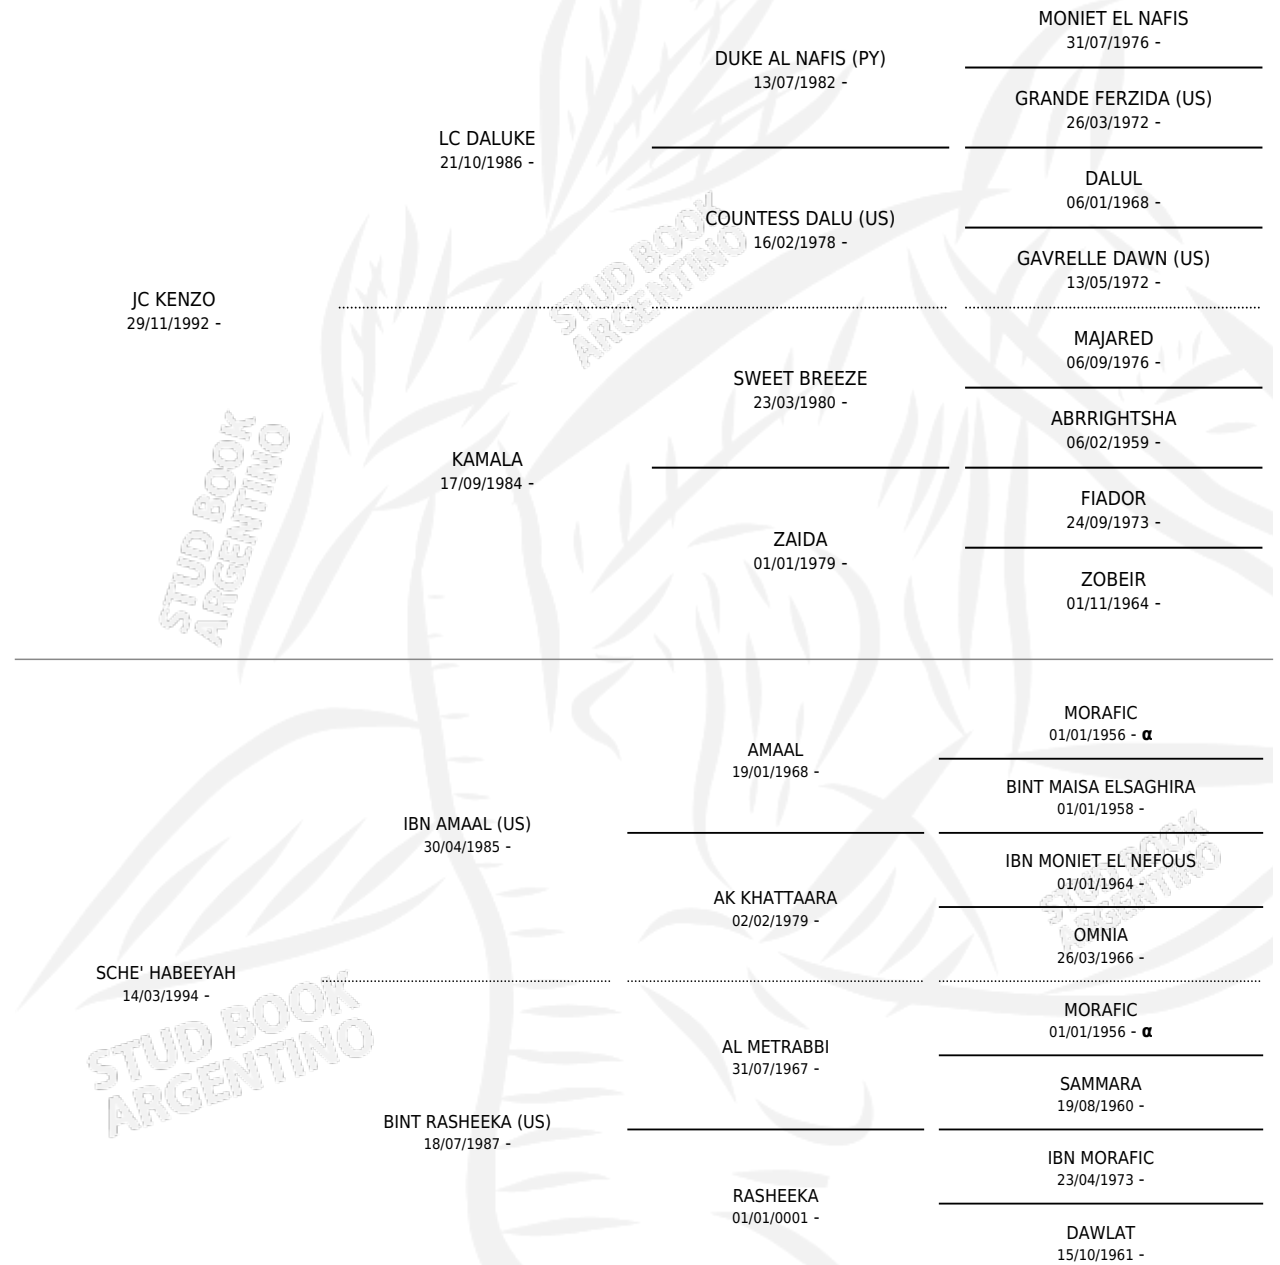 MONIET EL NAFIS
31/07/1976 -
DUKE AL NAFIS (PY)
13/07/1982 -
GRANDE FERZIDA (US)
26/03/1972 -
LC DALUKE
21/10/1986 -
DALUL
06/01/1968 -
COUNTESS DALU (US)
16/02/1978 -
GAVRELLE DAWN (US)
13/05/1972 -
JC KENZO
29/11/1992 -
MAJARED
06/09/1976 -
SWEET BREEZE
23/03/1980 -
ABRRIGHTSHA
06/02/1959 -
KAMALA
17/09/1984 -
FIADOR
24/09/1973 -
ZAIDA
01/01/1979 -
ZOBEIR
01/11/1964 -
STUD BOOK
ARGENTINO
STUD BOOK
ARGENTINO
MORAFIC
01/01/1956 - α
AMAAL
19/01/1968 -
BINT MAISA ELSAGHIRA
01/01/1958 -
IBN AMAAL (US)
30/04/1985 -
IBN MONIET EL NEFOUS
01/01/1964 -
AK KHATTAARA
02/02/1979 -
OMNIA
26/03/1966 -
SCHE' HABEEYAH
14/03/1994 -
MORAFIC
01/01/1956 - α
AL METRABBI
31/07/1967 -
SAMMARA
19/08/1960 -
BINT RASHEEKA (US)
18/07/1987 -
IBN MORAFIC
23/04/1973 -
RASHEEKA
01/01/0001 -
DAWLAT
15/10/1961 -
STUD BOOK
ARGENTINO
STUD BOOK
ARGENTINO